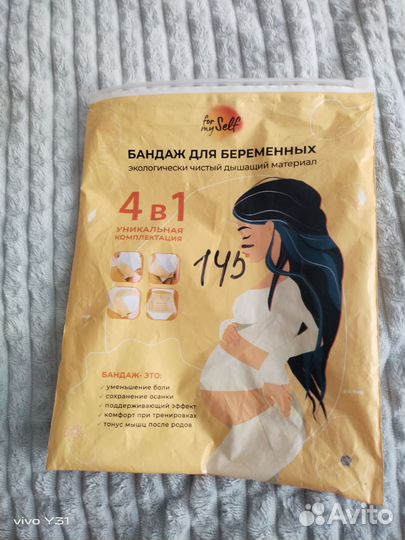 for
my Self
БАНДАЖ ДЛЯ БЕРЕМЕННЫХ
экологически чистый дышащий материал
4 в 1
УНИКАЛЬНАЯ
КОМПЛЕКТАЦИЯ
145
БАНДАЖ- ЭТО:
✓ уменьшение боли
✓ сохранение осанки
✓ поддерживающий эффект
✓ комфорт при тренировках
✓ тонус мышц после родов
vivo Y31
Avito